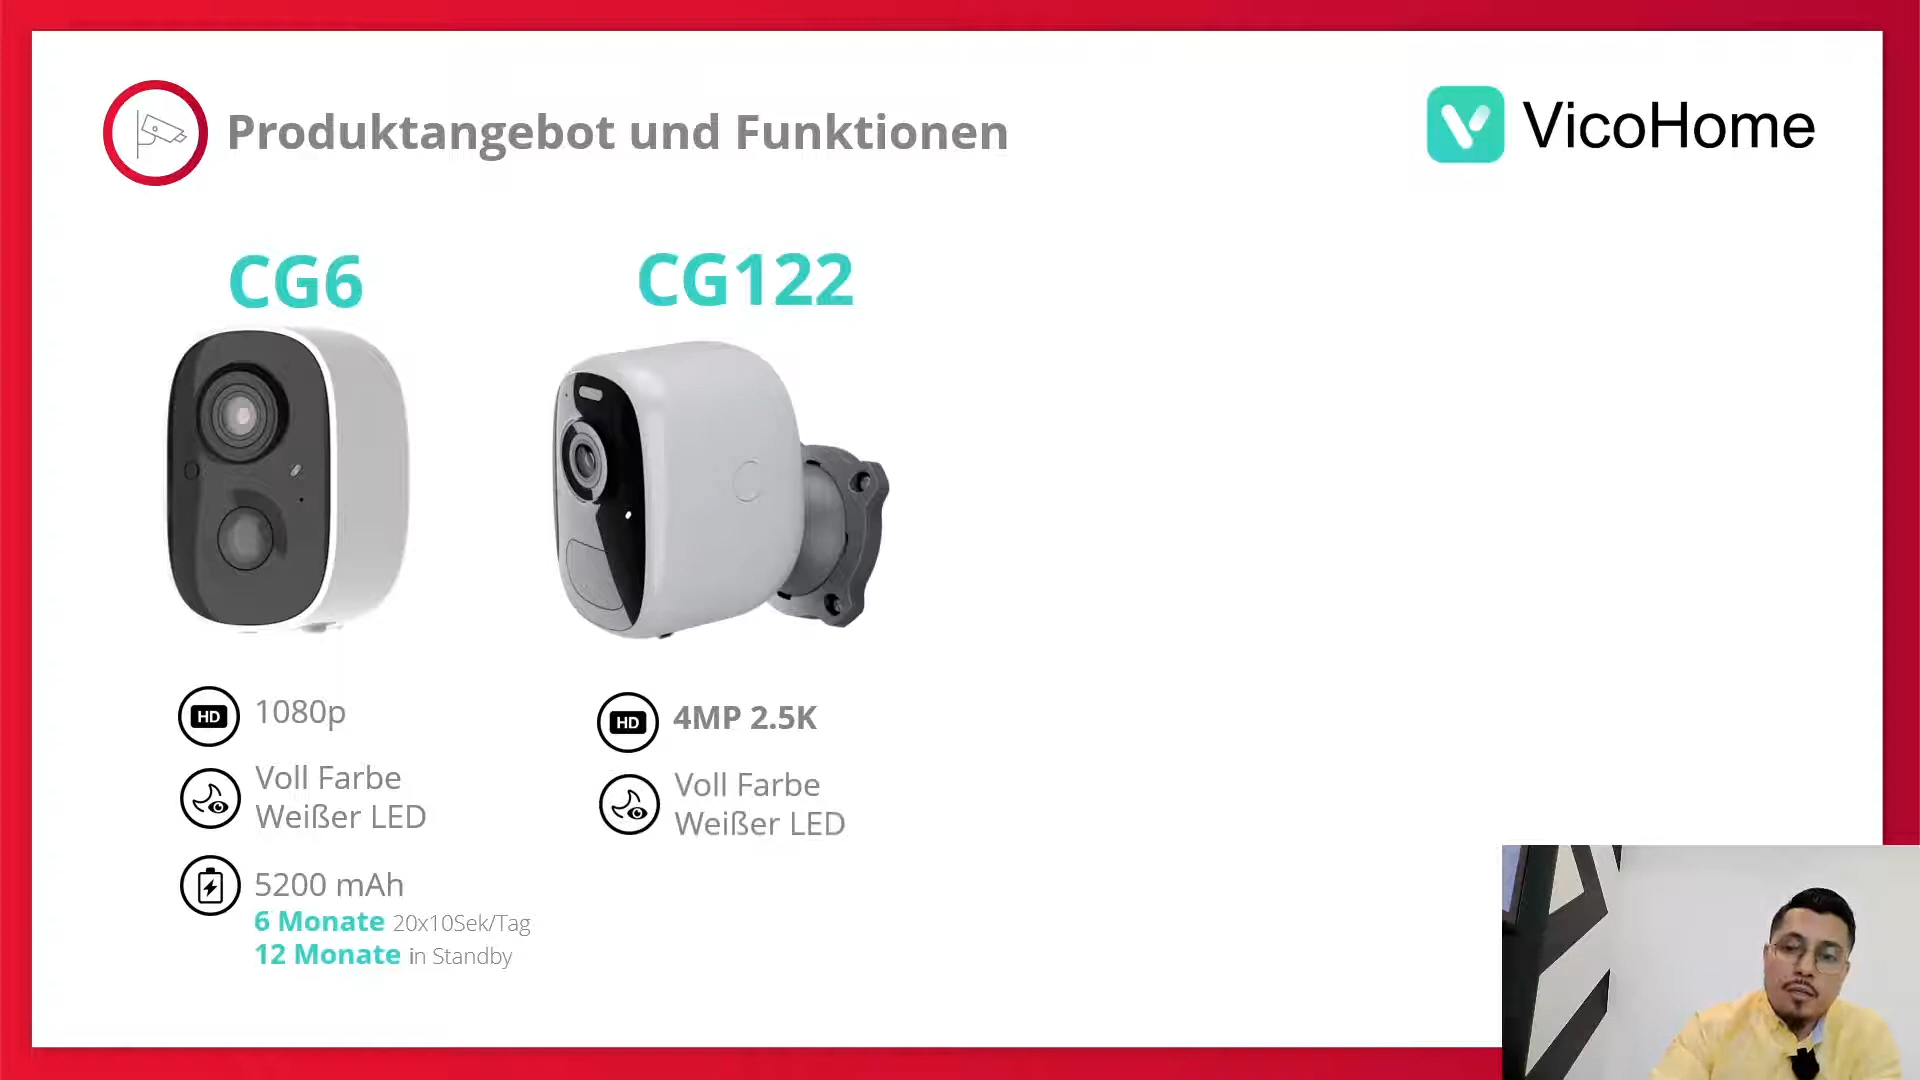 Produktangebot und Funktionen
VicoHome
CG6
CG122
HD 1080p
Voll Farbe
Weißer LED
5200 mAh
6 Monate 20x10Sek/Tag
12 Monate in Standby
HD 4MP 2.5K
Voll Farbe
Weißer LED